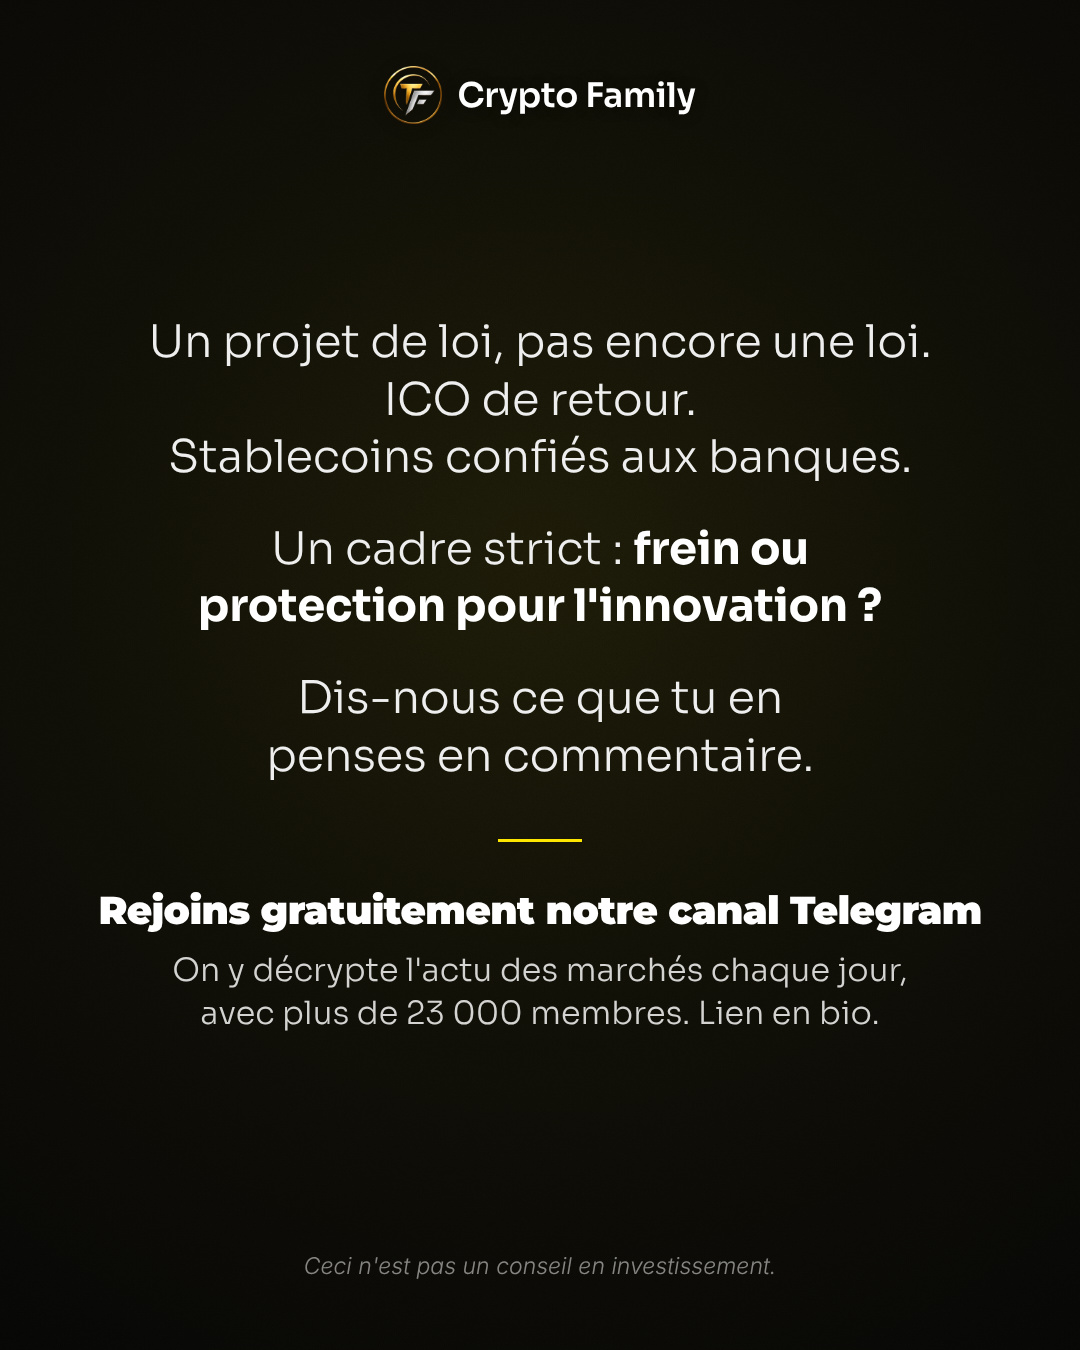 TF Crypto Family
Un projet de loi, pas encore une loi.
ICO de retour.
Stablecoins confiés aux banques.
Un cadre strict : frein ou
protection pour l'innovation ?
Dis-nous ce que tu en
penses en commentaire.
Rejoins gratuitement notre canal Telegram
On y décrypte l'actu des marchés chaque jour,
avec plus de 23 000 membres. Lien en bio.
Ceci n'est pas un conseil en investissement.